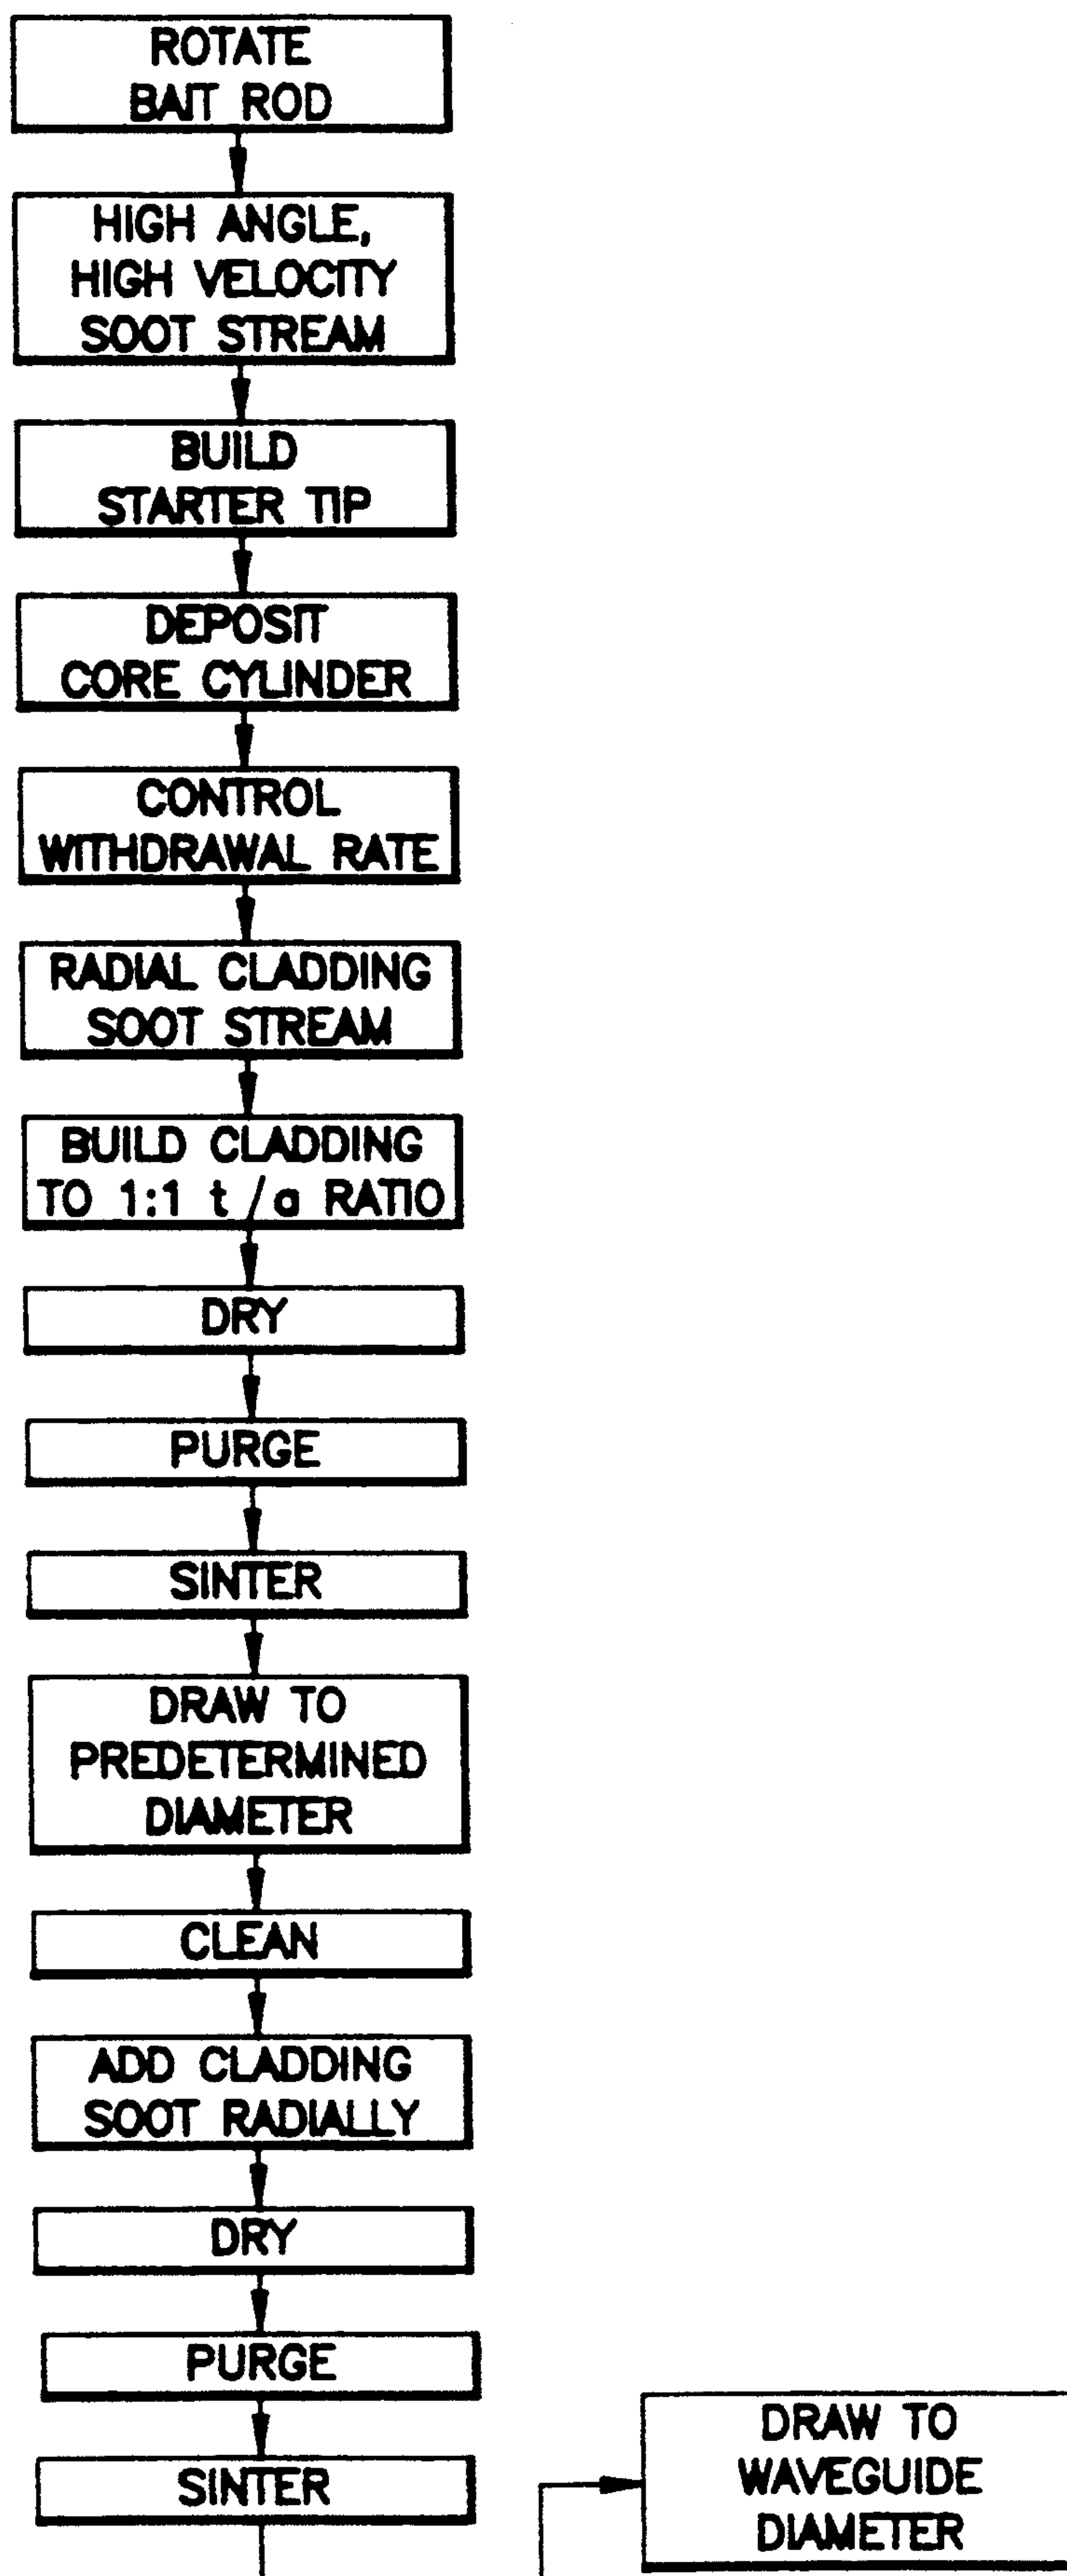 ROTATE
BAIT ROD
HIGH ANGLE,
HIGH VELOCITY
SOOT STREAM
BUILD
STARTER TIP
DEPOSIT
CORE CYLINDER
CONTROL
WITHDRAWAL RATE
RADIAL CLADDING
SOOT STREAM
BUILD CLADDING
TO 1:1 t/a RATIO
DRY
PURGE
SINTER
DRAW TO
PREDETERMINED
DIAMETER
CLEAN
ADD CLADDING
SOOT RADIALLY
DRY
PURGE
SINTER
DRAW TO
WAVEGUIDE
DIAMETER